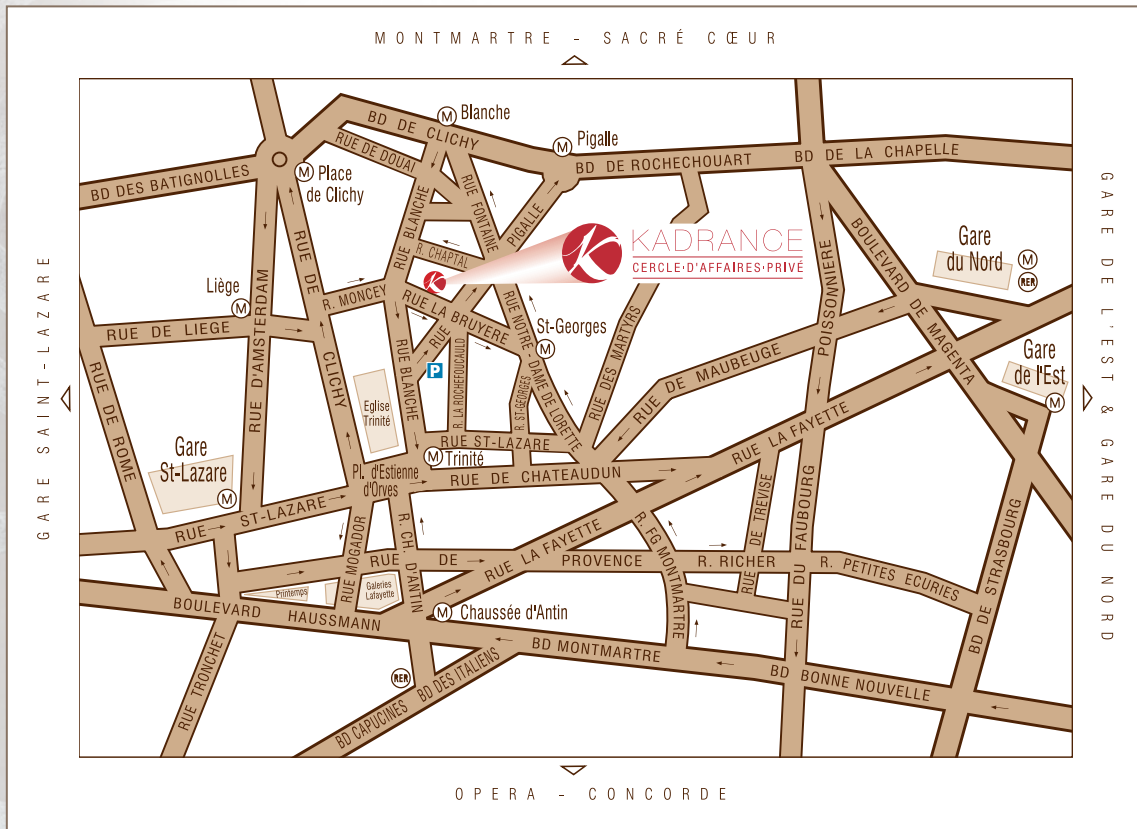 MONTMARTRE - SACRÉ CŒUR
M Blanche
BD DE CLICHY
M
Pigalle
RUE DE DOUAI
BD DE ROCHECHOUART
BD DE LA CHAPELLE
BD DES BATIGNOLLES
M Place
de Clichy
RUE BLANCHE
RUE FONTAINE
PIGALLE
R. CHAPTAL
KADRANCE
CERCLE·D'AFFAIRES·PRIVÉ
Gare
du Nord
M
RER
GARE SAINT-LAZARE
GARE DE L'EST & GARE DU NORD
RUE DE
CLICHY
RUE D'AMSTERDAM
R. MONCEY
Liège
M
RUE DE LIEGE
RUE LA BRUYERE
RUE
St-Georges
M
RUE NOTRE-DAME DE LORETTE
RUE DES MARTYRS
POISSONNIERE
BOULEVARD DE MAGENTA
RUE DE MAUBEUGE
Gare
de l'Est
M
RUE BLANCHE
P
R. LA ROCHEFOUCAULD
R. ST-GEORGES
RUE DE ROME
Eglise
Trinité
RUE LA FAYETTE
Gare
St-Lazare
M
RUE ST-LAZARE
M Trinité
Pl. d'Estienne
d'Orves
RUE DE CHATEAUDUN
RUE ST-LAZARE
RUE MOGADOR
R. CH. D'ANTIN
RUE LA FAYETTE
R. FG MONTMARTRE
RUE DE TREVISE
RUE DU FAUBOURG
BD DE STRASBOURG
RUE DE PROVENCE
R. RICHER
R. PETITES ECURIES
Printemps
Galeries
Lafayette
BOULEVARD HAUSSMANN
M Chaussée d'Antin
BD MONTMARTRE
BD BONNE NOUVELLE
RUE TRONCHET
RER
BD CAPUCINES
BD DES ITALIENS
OPERA - CONCORDE